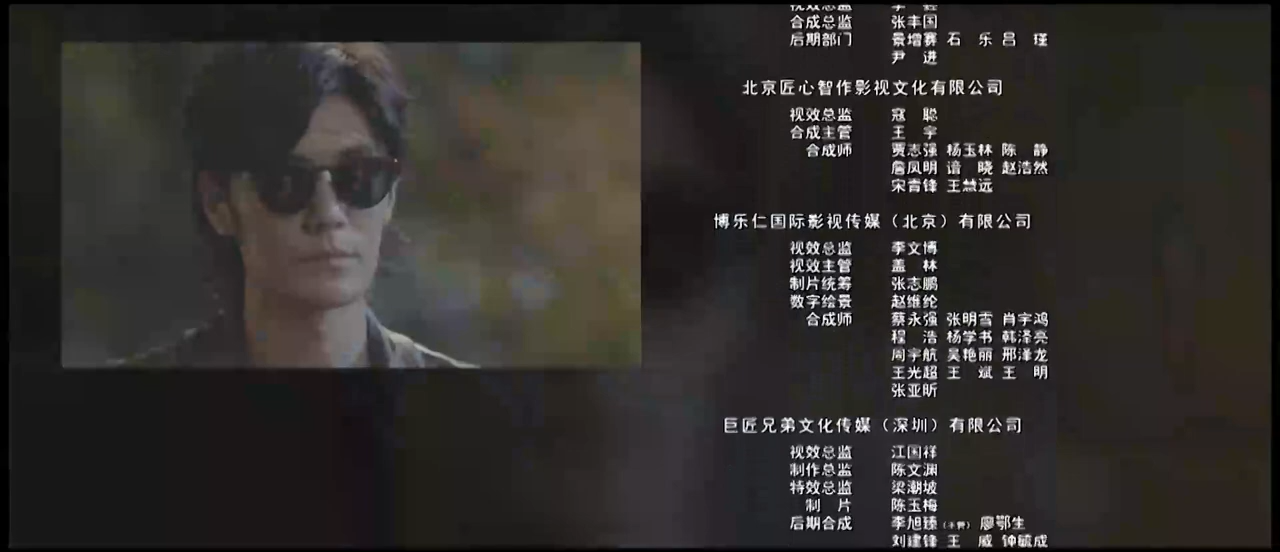 视效总监
合成总监 张丰国
后期部门 景增赛 石 乐 吕 瑾
尹 进
北京匠心智作影视文化有限公司
视效总监 寇 聪
合成主管 王 宇
合成师 贾志强 杨玉林 陈 静
詹凤明 谙 晓 赵浩然
宋青锋 王慧远
博乐仁国际影视传媒（北京）有限公司
视效总监 李文博
视效主管 盖 林
制片统筹 张志鹏
数字绘景 赵维纶
合成师 蔡永强 张明雪 肖宇鸿
程 浩 杨学书 韩泽亮
周宇航 吴艳丽 邢泽龙
王光超 王 斌 王 明
张亚昕
巨匠兄弟文化传媒（深圳）有限公司
视效总监 江国祥
制作总监 陈文渊
特效总监 梁潮坡
制 片 陈玉梅
后期合成 李旭臻 廖鄂生
刘建锋 王 威 钟毓成